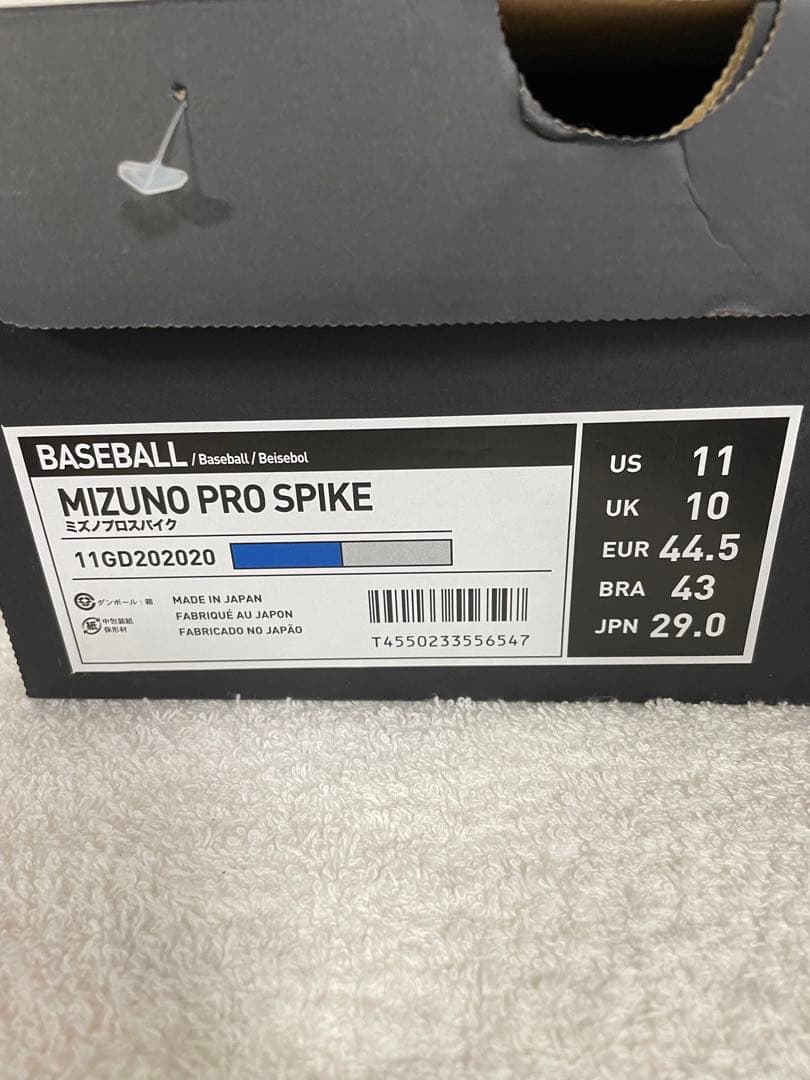 BASEBALL / Baseball / Beisebol
MIZUNO PRO SPIKE
ミズノプロスパイク
11GD202020
ダンボール：箱
紙 中包装紙
保形材
MADE IN JAPAN
FABRIQUÉ AU JAPON
FABRICADO NO JAPÃO
T4550233556547
US 11
UK 10
EUR 44.5
BRA 43
JPN 29.0